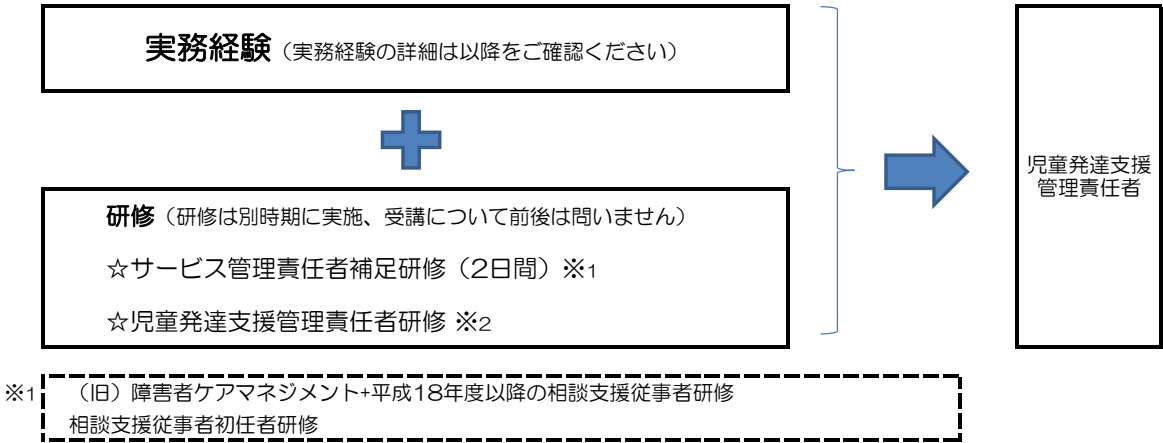 実務経験（実務経験の詳細は以降をご確認ください）
研修（研修は別時期に実施、受講について前後は問いません）
☆サービス管理責任者補足研修（2日間）※1
☆児童発達支援管理責任者研修 ※2
児童発達支援
管理責任者
※1 （旧）障害者ケアマネジメント+平成18年度以降の相談支援従事者研修
相談支援従事者初任者研修